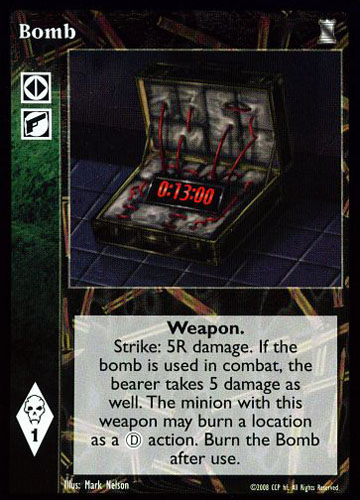 Bomb
0:13:00
Weapon.
Strike: 5R damage. If the
bomb is used in combat, the
bearer takes 5 damage as
well. The minion with this
weapon may burn a location
as a Ⓓ action. Burn the Bomb
after use.
1
Illus: Mark Nelson
©2008 CCP hf. All Rights Reserved